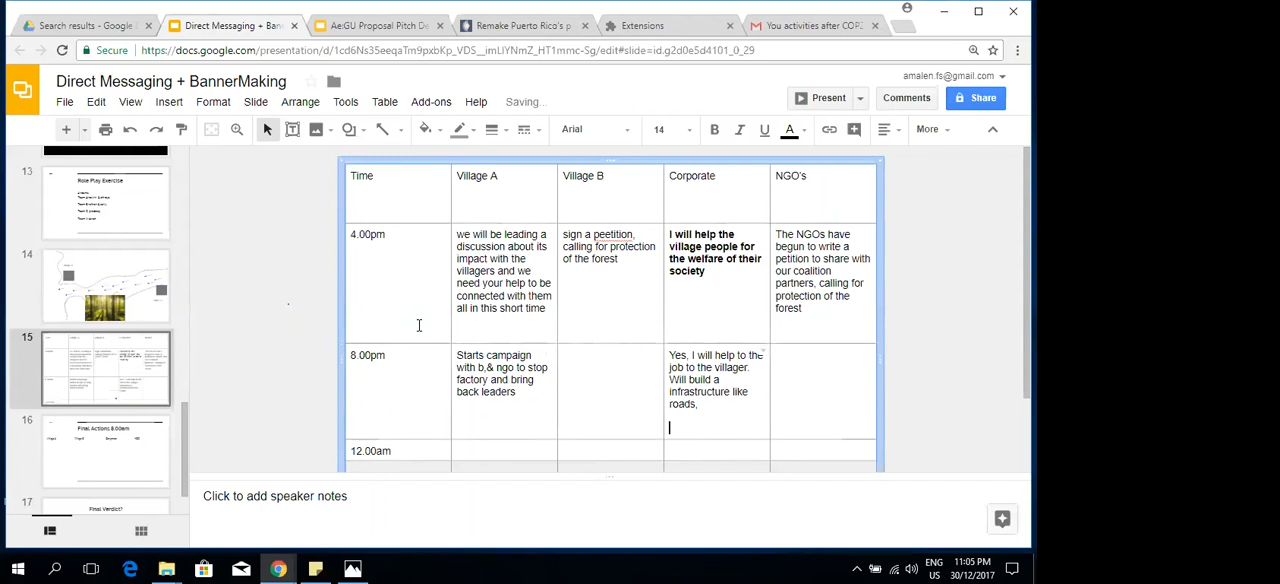 Search results - Google
Direct Messaging + Ban
Ae:GU Proposal Pitch De
Remake Puerto Rico's p
Extensions
You activities after COP2
Secure
https://docs.google.com/presentation/d/1cd6Ns35eeqaTm9pxbKp_VDS__imLIYNmZ_HT1mmc-Sg/edit#slide=id.g2d0e5d4101_0_29
Direct Messaging + BannerMaking
amalen.fs@gmail.com
File Edit View Insert Format Slide Arrange Tools Table Add-ons Help Saving...
Present
Comments
Share
Arial
14
B I U A
More
13
Role Play Exercise
14
15
16
Final Actions 8.00am
17
Final Verdict?
Time
Village A
Village B
Corporate
NGO's
4.00pm
we will be leading a
discussion about its
impact with the
villagers and we
need your help to be
connected with them
all in this short time
sign a peetition,
calling for protection
of the forest
I will help the
village people for
the welfare of their
society
The NGOs have
begun to write a
petition to share with
our coalition
partners, calling for
protection of the
forest
8.00pm
Starts campaign
with b,& ngo to stop
factory and bring
back leaders
Yes, I will help to the
job to the villager.
Will build a
infrastructure like
roads,
12.00am
Click to add speaker notes
ENG
US
11:05 PM
30/12/2017